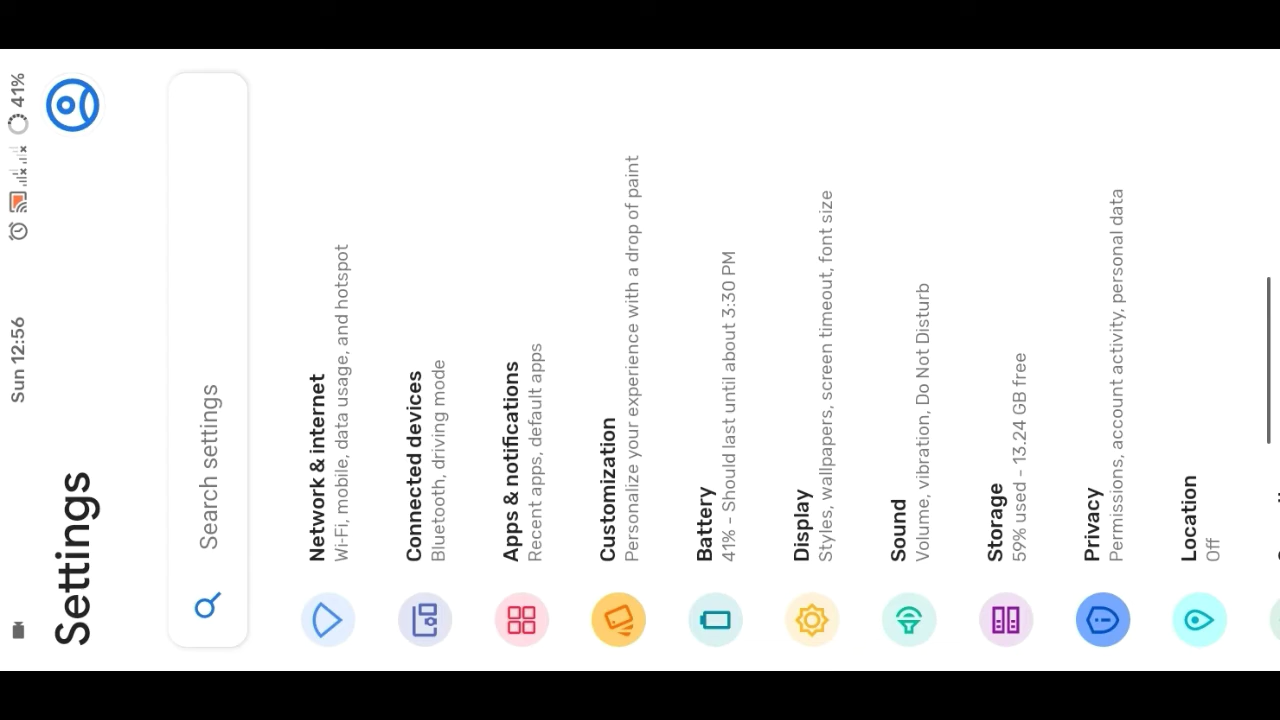 Sun 12:56
41%
Settings
Search settings
Network & internet
Wi-Fi, mobile, data usage, and hotspot
Connected devices
Bluetooth, driving mode
Apps & notifications
Recent apps, default apps
Customization
Personalize your experience with a drop of paint
Battery
41% - Should last until about 3:30 PM
Display
Styles, wallpapers, screen timeout, font size
Sound
Volume, vibration, Do Not Disturb
Storage
59% used - 13.24 GB free
Privacy
Permissions, account activity, personal data
Location
Off